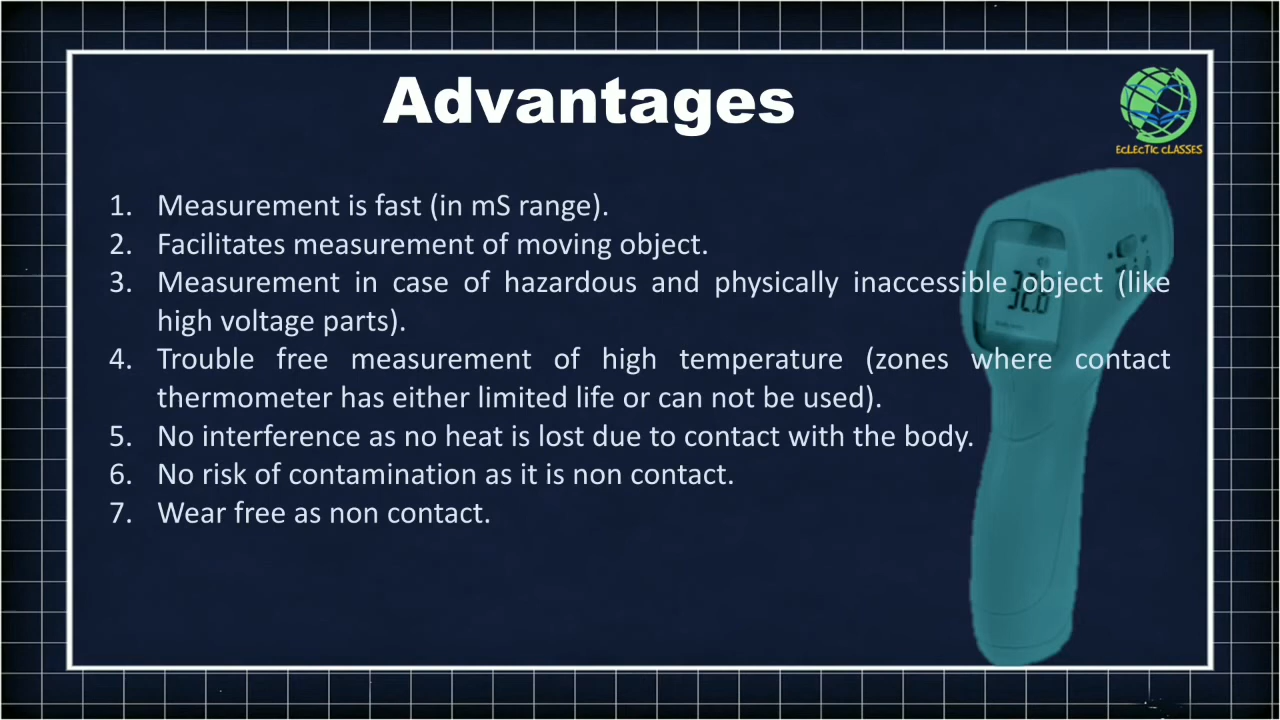 Advantages
ECLECTIC CLASSES
1. Measurement is fast (in mS range).
2. Facilitates measurement of moving object.
3. Measurement in case of hazardous and physically inaccessible object (like
high voltage parts).
4. Trouble free measurement of high temperature (zones where contact
thermometer has either limited life or can not be used).
5. No interference as no heat is lost due to contact with the body.
6. No risk of contamination as it is non contact.
7. Wear free as non contact.